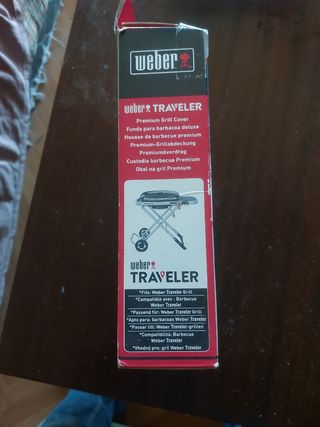 weber
weber TRAVELER
Premium Grill Cover
Funda para barbacoa deluxe
Housse de barbecue premium
Premium-Grillabdeckung
Premiumöverdrag
Custodia barbecue Premium
Obal na gril Premium
weber
TRAVELER
*Fits: Weber Traveler Grill
*Compatible avec : Barbecue
Weber Traveler
*Passend für: Weber Traveler Grill
*Apto para: barbacoas Weber Traveler
*Passar till: Weber Traveler-grillen
*Compatibilità: Barbecue
Weber Traveler
*Vhodný pro: gril Weber Traveler